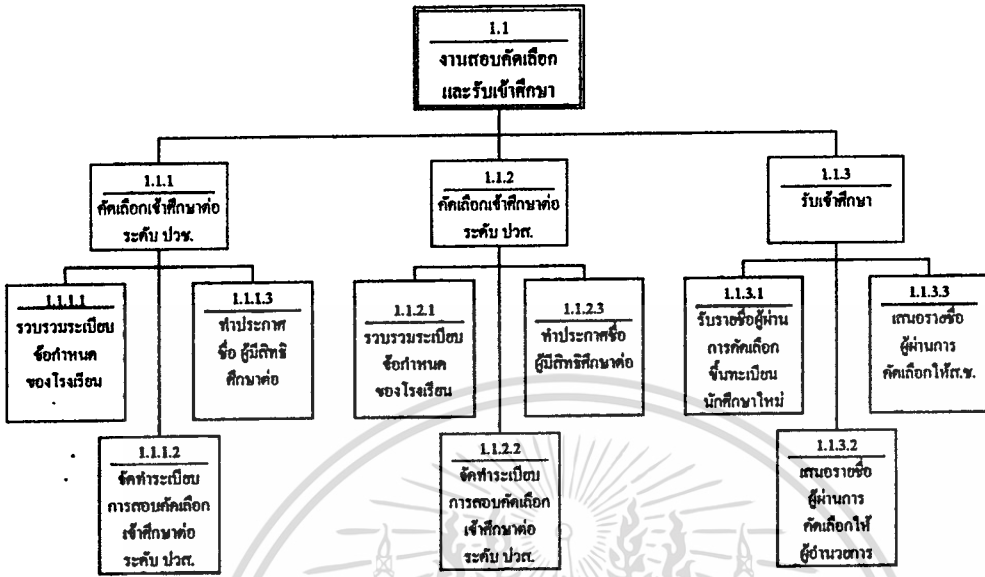 1.1
งานสอบคัดเลือก
และรับเข้าศึกษา
1.1.1
คัดเลือกเข้าศึกษาต่อ
ระดับ ปวช.
1.1.2
คัดเลือกเข้าศึกษาต่อ
ระดับ ปวส.
1.1.3
รับเข้าศึกษา
1.1.1.1
รวบรวมระเบียบ
ข้อกำหนด
ของโรงเรียน
1.1.1.3
ทำประกาศ
ชื่อ ผู้มีสิทธิ
ศึกษาต่อ
1.1.2.1
รวบรวมระเบียบ
ข้อกำหนด
ของโรงเรียน
1.1.2.3
ทำประกาศชื่อ
ผู้มีสิทธิศึกษาต่อ
1.1.3.1
รับรายชื่อผู้ผ่าน
การคัดเลือก
ขึ้นทะเบียน
นักศึกษาใหม่
1.1.3.3
เสนอรายชื่อ
ผู้ผ่านการ
คัดเลือกให้ส.ช.
1.1.1.2
จัดทำระเบียบ
การสอบคัดเลือก
เข้าศึกษาต่อ
ระดับ ปวส.
1.1.2.2
จัดทำระเบียบ
การสอบคัดเลือก
เข้าศึกษาต่อ
ระดับ ปวส.
1.1.3.2
เสนอรายชื่อ
ผู้ผ่านการ
คัดเลือกให้
ผู้อำนวยการ